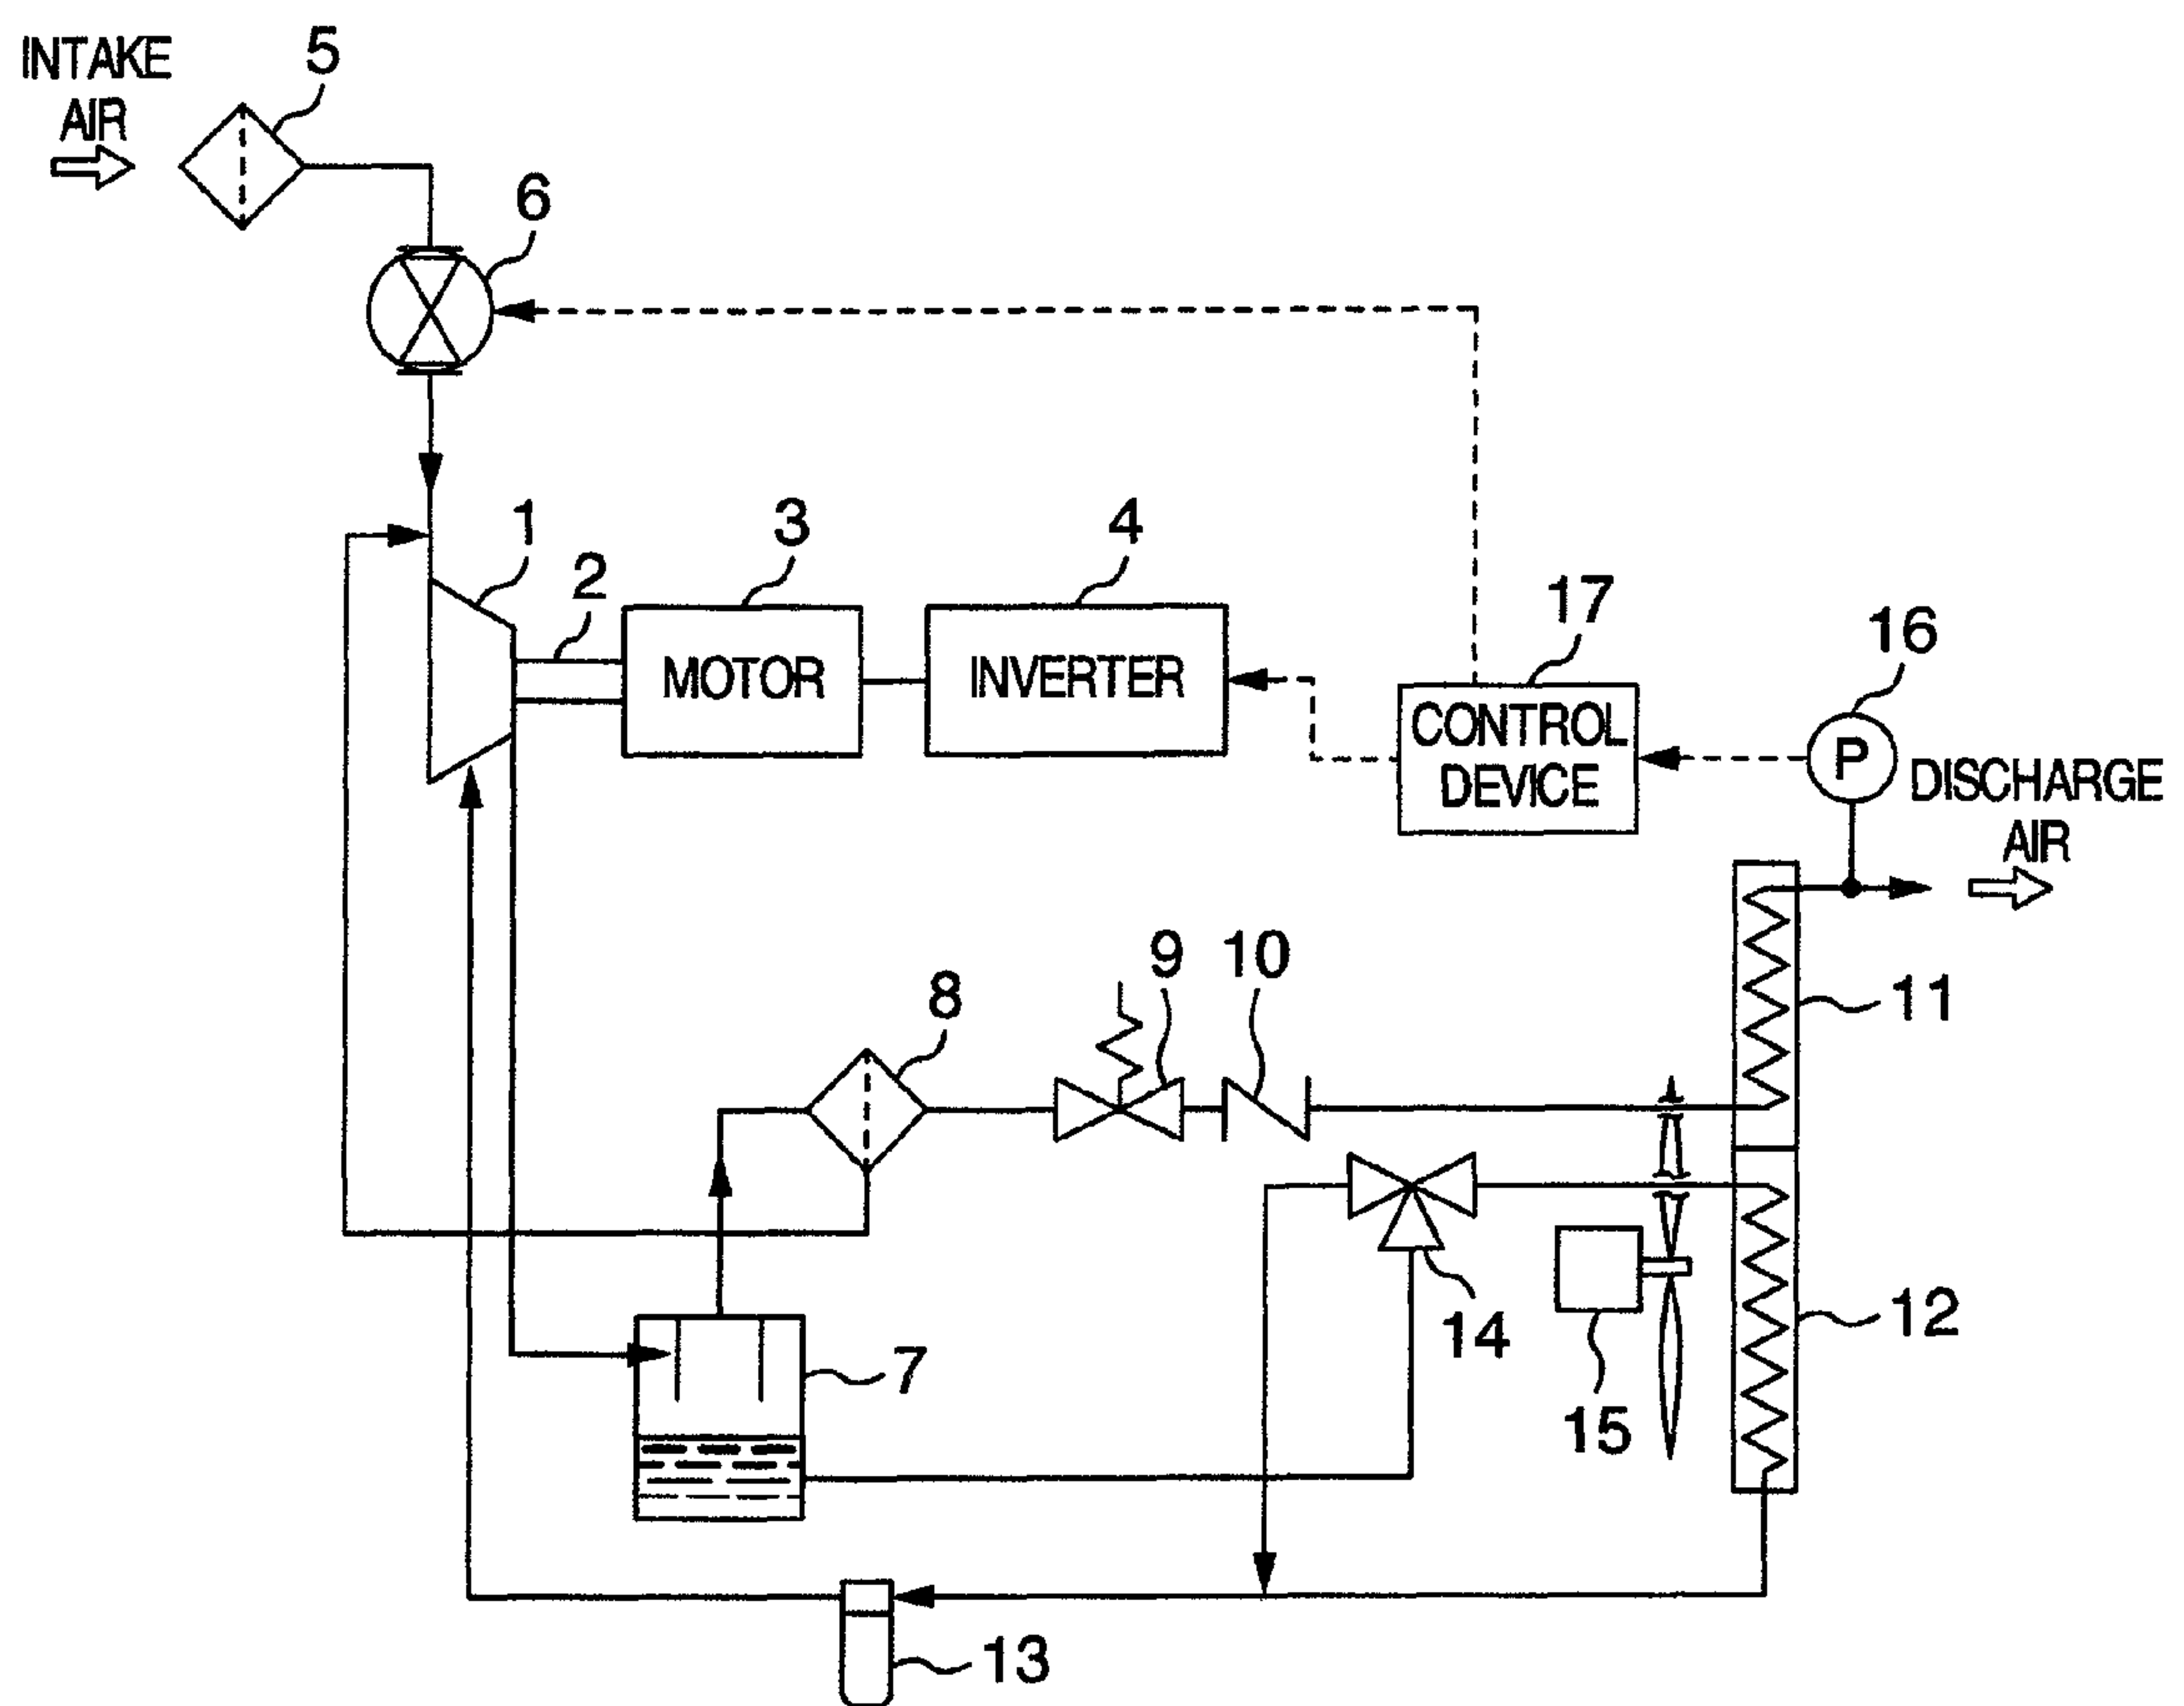 INTAKE
AIR
5
6
1
2
3
4
MOTOR
INVERTER
17
CONTROL
DEVICE
16
P
DISCHARGE
AIR
8
9
10
11
7
14
15
12
13